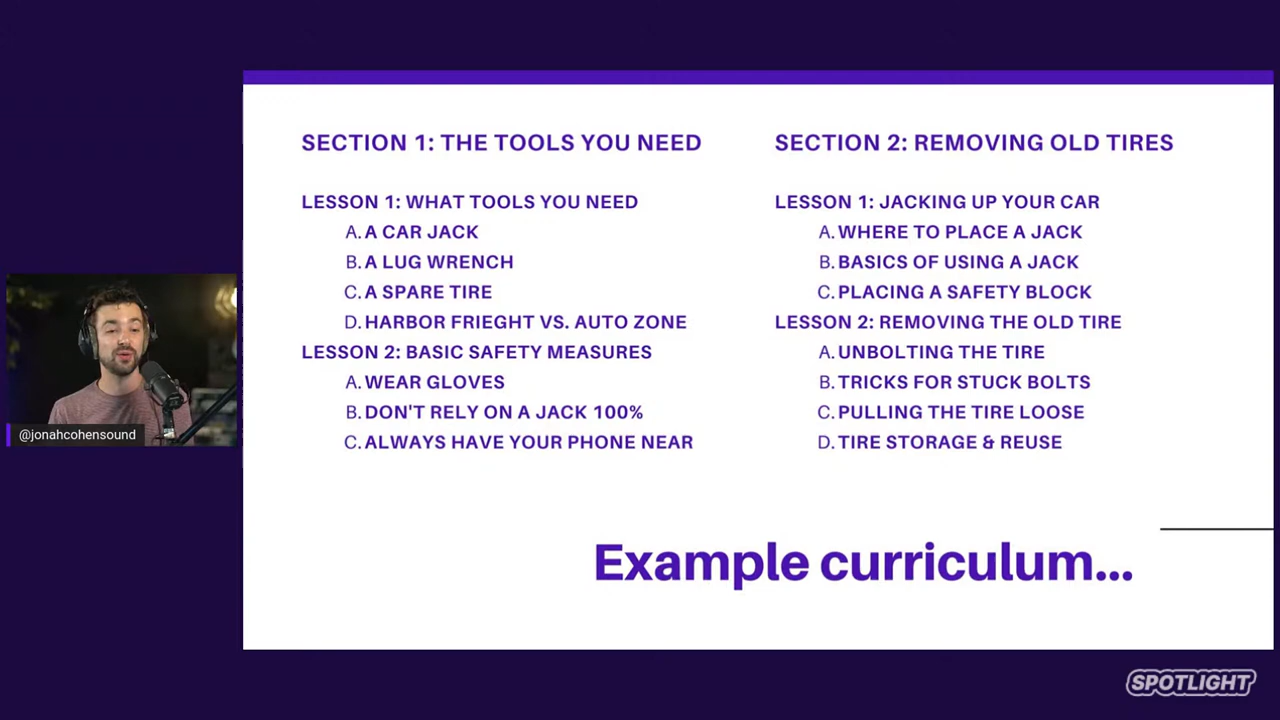 SECTION 1: THE TOOLS YOU NEED
LESSON 1: WHAT TOOLS YOU NEED
A. A CAR JACK
B. A LUG WRENCH
C. A SPARE TIRE
D. HARBOR FRIEGHT VS. AUTO ZONE
LESSON 2: BASIC SAFETY MEASURES
A. WEAR GLOVES
B. DON'T RELY ON A JACK 100%
C. ALWAYS HAVE YOUR PHONE NEAR
SECTION 2: REMOVING OLD TIRES
LESSON 1: JACKING UP YOUR CAR
A. WHERE TO PLACE A JACK
B. BASICS OF USING A JACK
C. PLACING A SAFETY BLOCK
LESSON 2: REMOVING THE OLD TIRE
A. UNBOLTING THE TIRE
B. TRICKS FOR STUCK BOLTS
C. PULLING THE TIRE LOOSE
D. TIRE STORAGE & REUSE
Example curriculum...
@jonahcohensound
SPOTLIGHT